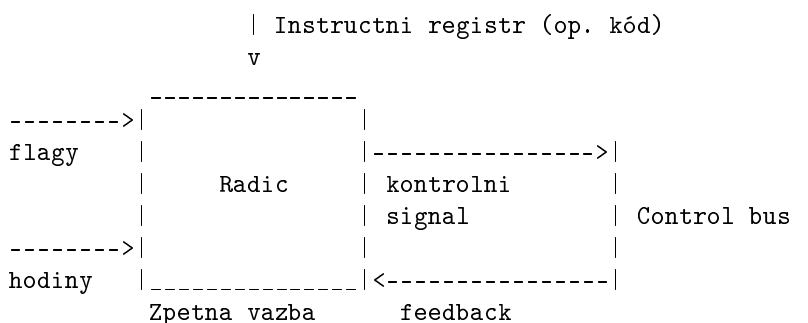 Instructni registr (op. kód)
v
flagy
Radic kontrolni
signal Control bus
hodiny
Zpetna vazba feedback